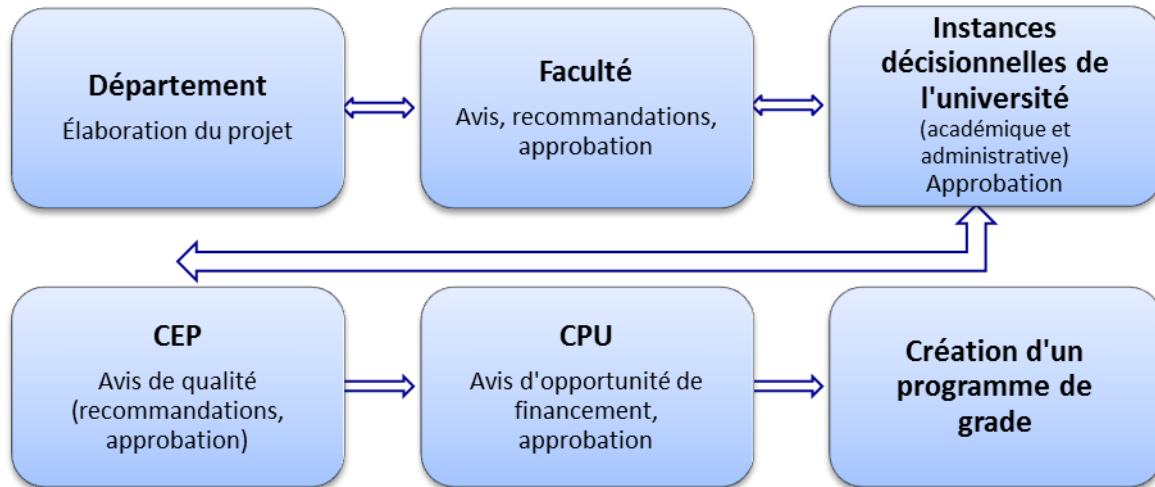 Département
Élaboration du projet
Faculté
Avis, recommandations,
approbation
Instances
décisionnelles de
l'université
(académique et
administrative)
Approbation
CEP
Avis de qualité
(recommandations,
approbation)
CPU
Avis d'opportunité de
financement,
approbation
Création d'un
programme de
grade